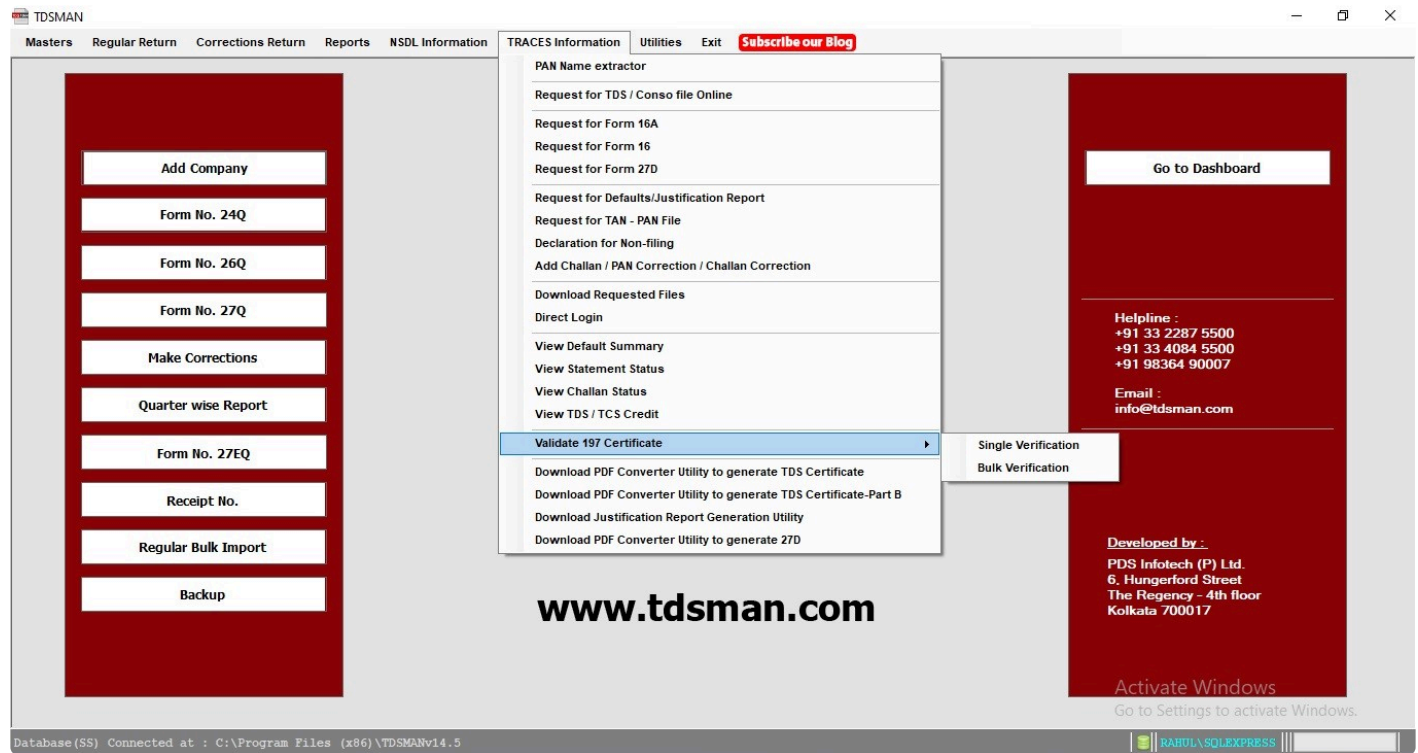 TDSMAN
Masters Regular Return Corrections Return Reports NSDL Information TRACES Information Utilities Exit Subscribe our Blog
Add Company
Form No. 24Q
Form No. 26Q
Form No. 27Q
Make Corrections
Quarter wise Report
Form No. 27EQ
Receipt No.
Regular Bulk Import
Backup
PAN Name extractor
Request for TDS / Conso file Online
Request for Form 16A
Request for Form 16
Request for Form 27D
Request for Defaults/Justification Report
Request for TAN - PAN File
Declaration for Non-filing
Add Challan / PAN Correction / Challan Correction
Download Requested Files
Direct Login
View Default Summary
View Statement Status
View Challan Status
View TDS / TCS Credit
Validate 197 Certificate
Single Verification
Bulk Verification
Download PDF Converter Utility to generate TDS Certificate
Download PDF Converter Utility to generate TDS Certificate-Part B
Download Justification Report Generation Utility
Download PDF Converter Utility to generate 27D
www.tdsman.com
Go to Dashboard
Helpline :
+91 33 2287 5500
+91 33 4084 5500
+91 98364 90007
Email :
info@tdsman.com
Developed by :
PDS Infotech (P) Ltd.
6, Hungerford Street
The Regency - 4th floor
Kolkata 700017
Activate Windows
Go to Settings to activate Windows.
Database(SS) Connected at : C:\Program Files (x86)\TDSMANv14.5
RAHUL\SQLEXPRESS